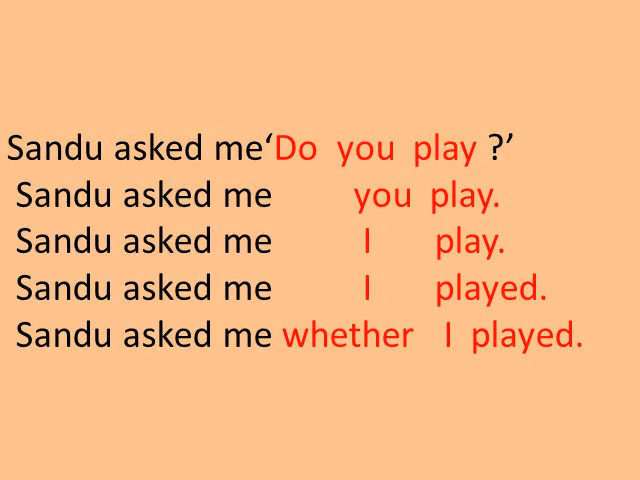 Sandu asked me‘Do you play ?’
Sandu asked me you play.
Sandu asked me I play.
Sandu asked me I played.
Sandu asked me whether I played.